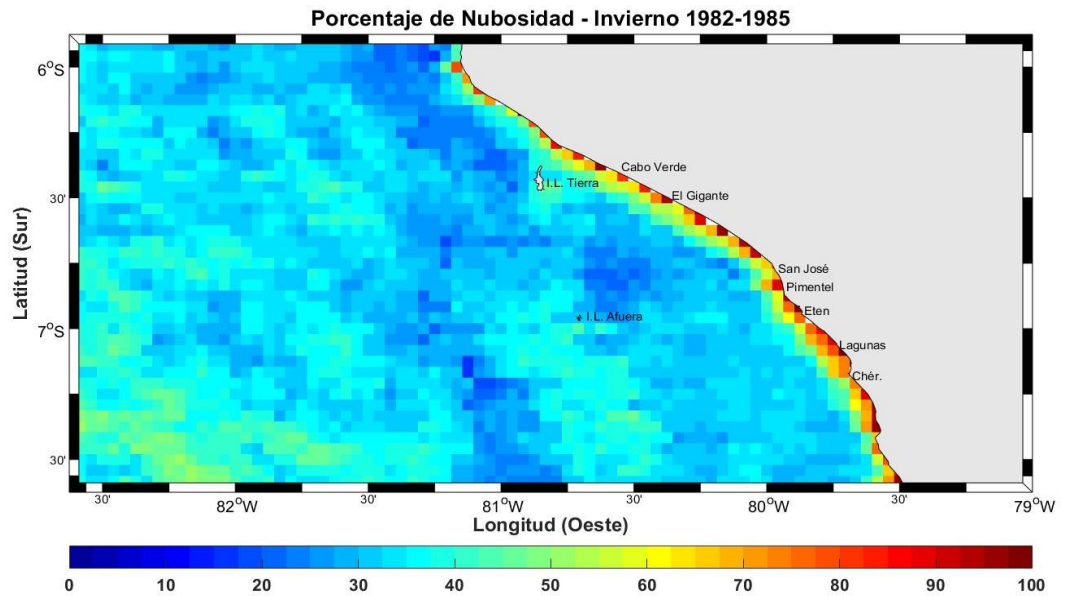 Porcentaje de Nubosidad - Invierno 1982-1985
6°S
Cabo Verde
I.L. Tierra
El Gigante
30'
Latitud (Sur)
San José
Pimentel
Eten
I.L. Afuera
7°S
Lagunas
Chér.
30'
30'
82°W
30'
81°W
30'
80°W
30'
79°W
Longitud (Oeste)
0 10 20 30 40 50 60 70 80 90 100